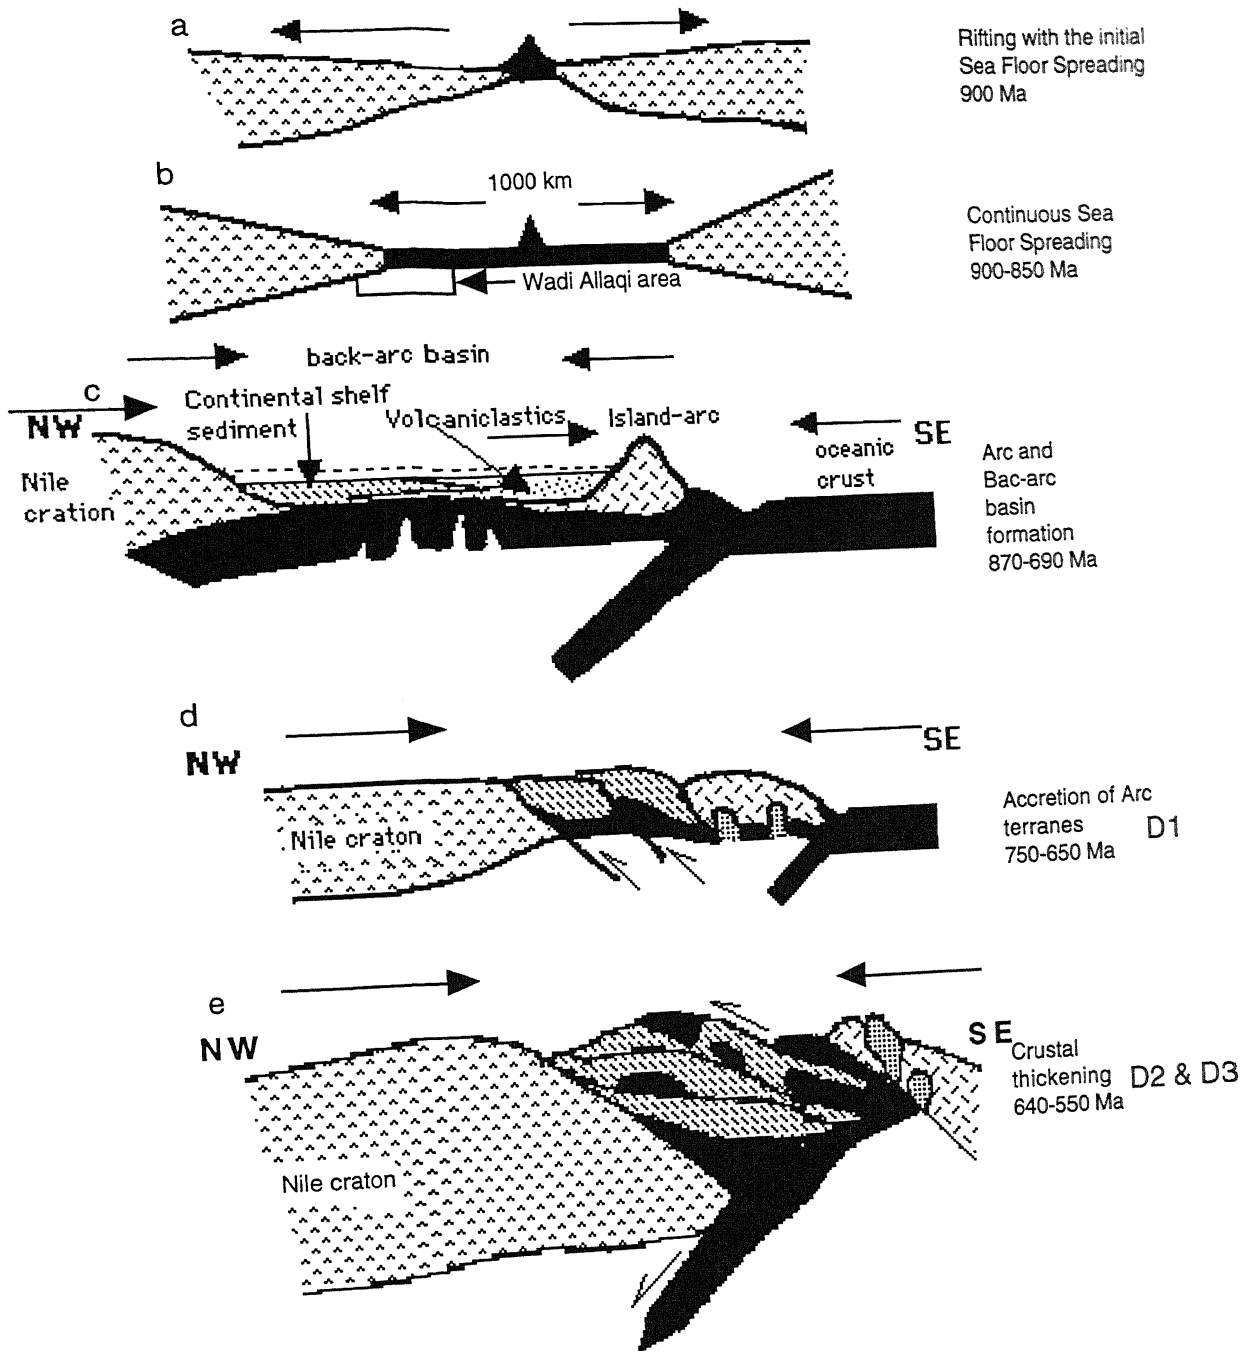 a
Rifting with the initial
Sea Floor Spreading
900 Ma
b
1000 km
Wadi Allaqi area
Continuous Sea
Floor Spreading
900-850 Ma
back-arc basin
c
NW
Continental shelf
sediment
Volcaniclastics
Island-arc
SE
oceanic
crust
Nile
cration
Arc and
Bac-arc
basin
formation
870-690 Ma
d
NW
SE
Nile craton
Accretion of Arc
terranes D1
750-650 Ma
e
NW
SE
Crustal
thickening D2 & D3
640-550 Ma
Nile craton